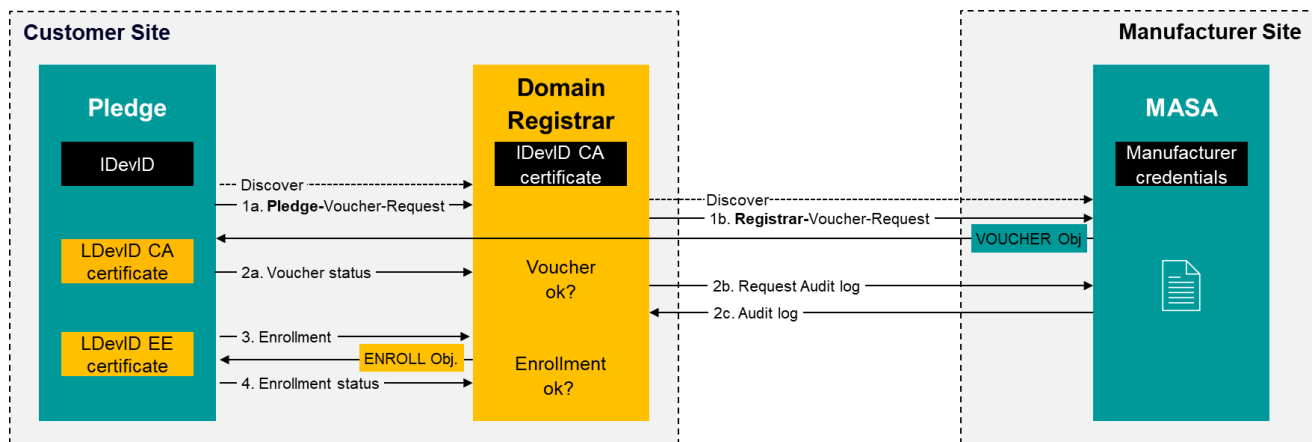 Customer Site
Manufacturer Site
Pledge
Domain
Registrar
MASA
IDevID
IDevID CA
certificate
Manufacturer
credentials
Discover
1a. Pledge-Voucher-Request
Discover
1b. Registrar-Voucher-Request
VOUCHER Obj
LDevID CA
certificate
2a. Voucher status
Voucher
ok?
2b. Request Audit log
2c. Audit log
LDevID EE
certificate
3. Enrollment
ENROLL Obj.
4. Enrollment status
Enrollment
ok?